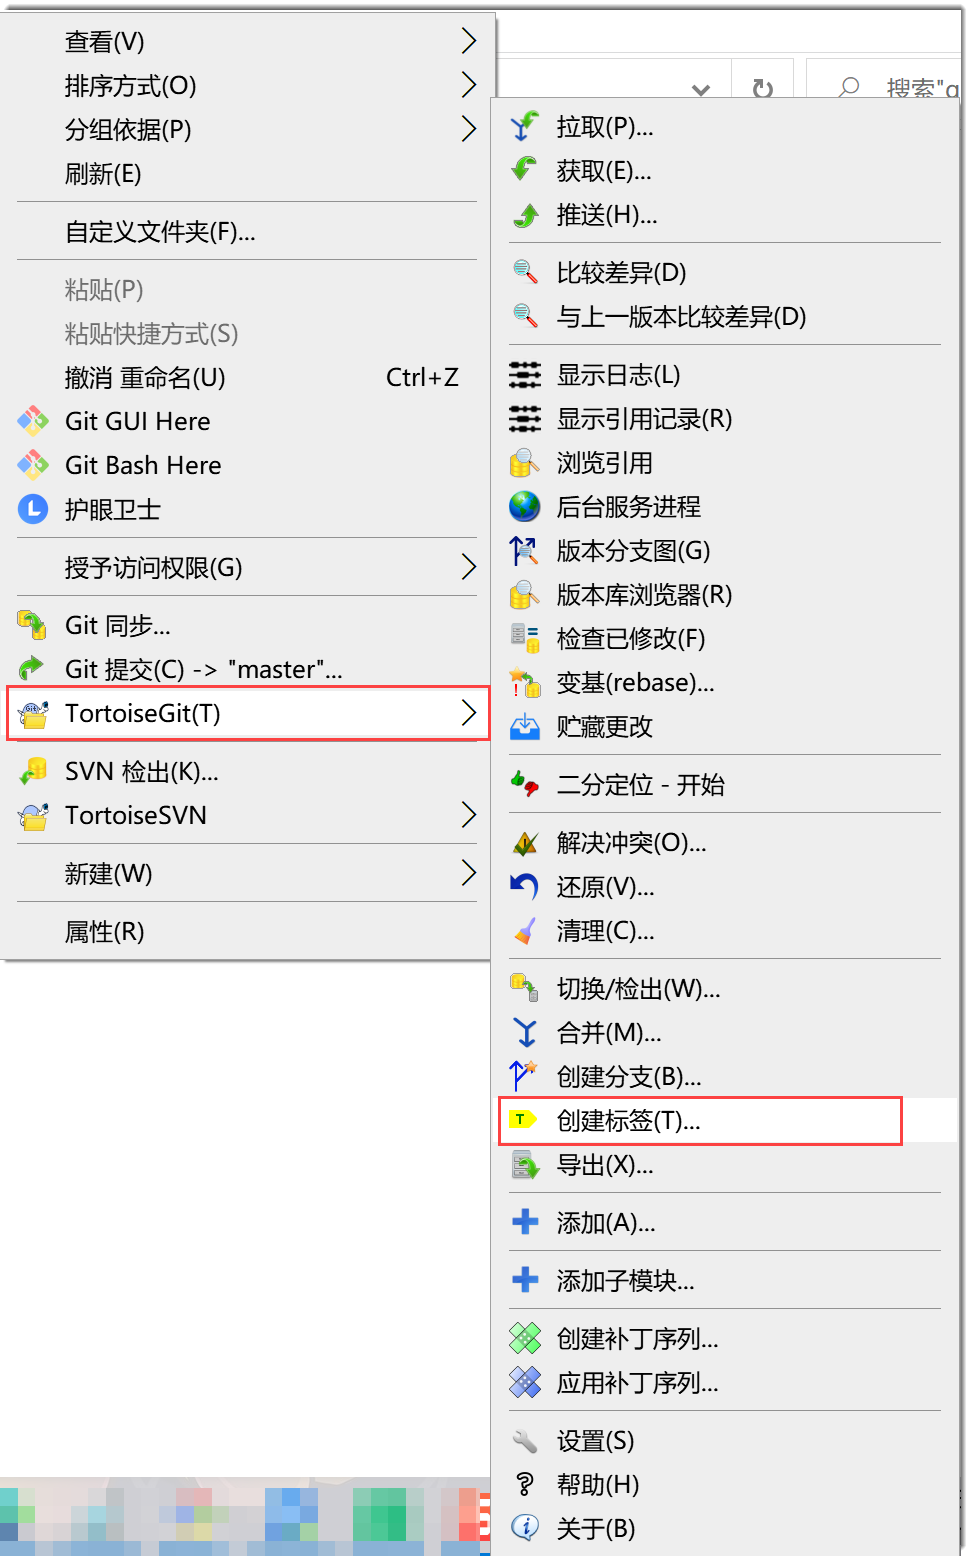 查看(V)
排序方式(O)
分组依据(P)
刷新(E)
自定义文件夹(F)...
粘贴(P)
粘贴快捷方式(S)
撤消 重命名(U) Ctrl+Z
Git GUI Here
Git Bash Here
护眼卫士
授予访问权限(G)
Git 同步...
Git 提交(C) -> "master"...
TortoiseGit(T)
SVN 检出(K)...
TortoiseSVN
新建(W)
属性(R)
搜索"g
拉取(P)...
获取(E)...
推送(H)...
比较差异(D)
与上一版本比较差异(D)
显示日志(L)
显示引用记录(R)
浏览引用
后台服务进程
版本分支图(G)
版本库浏览器(R)
检查已修改(F)
变基(rebase)...
贮藏更改
二分定位 - 开始
解决冲突(O)...
还原(V)...
清理(C)...
切换/检出(W)...
合并(M)...
创建分支(B)...
创建标签(T)...
导出(X)...
添加(A)...
添加子模块...
创建补丁序列...
应用补丁序列...
设置(S)
帮助(H)
关于(B)